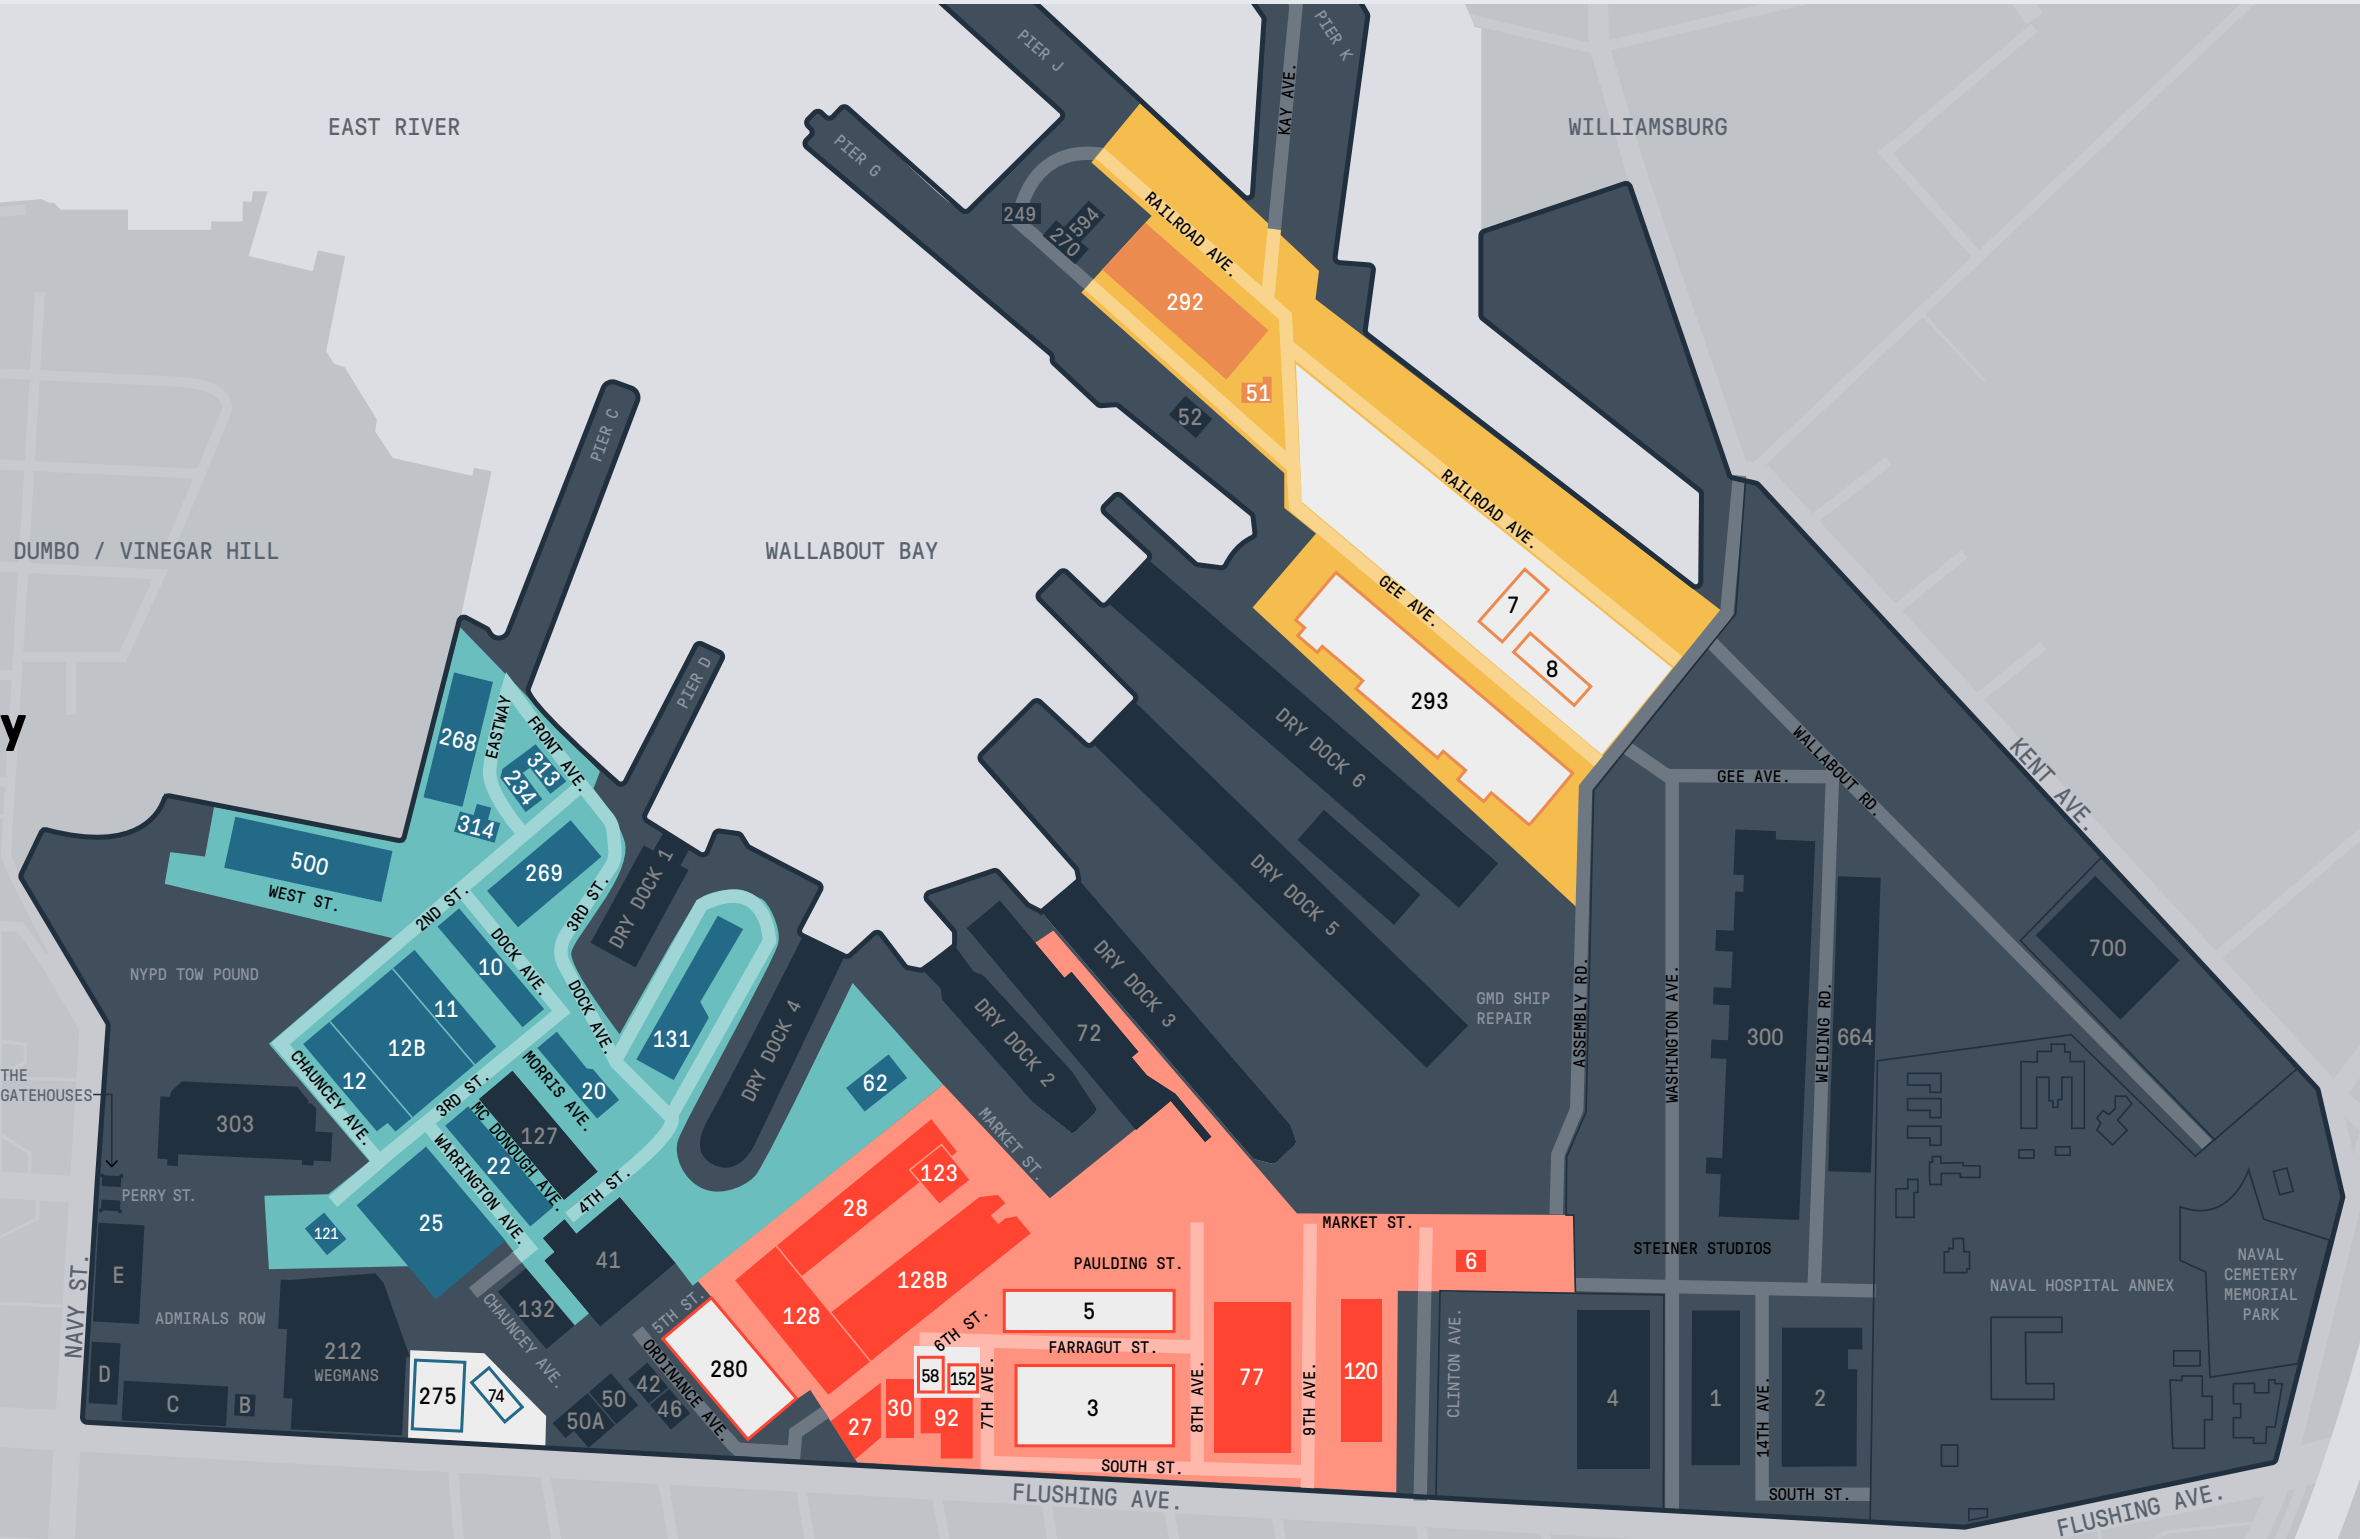 PIER J
PIER K
KAY AVE.
EAST RIVER
WILLIAMSBURG
PIER G
249
594
270
RAILROAD AVE.
292
51
52
PIER C
RAILROAD AVE.
DUMBO / VINEGAR HILL
WALLABOUT BAY
GEE AVE.
7
8
293
PIER D
y
EASTWAY
FRONT AVE.
268
313
234
314
DRY DOCK 6
WALLABOUT RD.
KENT AVE.
GEE AVE.
500
WEST ST.
269
2ND ST.
3RD ST.
DRY DOCK 1
DRY DOCK 5
700
NYPD TOW POUND
10
DOCK AVE.
DOCK AVE.
11
12B
12
131
DRY DOCK 4
DRY DOCK 3
DRY DOCK 2
72
GMD SHIP
REPAIR
ASSEMBLY RD.
WASHINGTON AVE.
WELDING RD.
300
664
THE
GATEHOUSES
CHAUNCEY AVE.
3RD ST.
MORRIS AVE.
20
62
303
MC DONOUGH AVE.
127
22
WARRINGTON AVE.
MARKET ST.
PERRY ST.
4TH ST.
123
28
25
121
41
MARKET ST.
6
STEINER STUDIOS
PAULDING ST.
NAVAL
CEMETERY
MEMORIAL
PARK
NAVAL HOSPITAL ANNEX
E
NAVY ST.
ADMIRALS ROW
132
CHAUNCEY AVE.
5TH ST.
128B
128
5
6TH ST.
FARRAGUT ST.
212
WEGMANS
ORDINANCE AVE.
280
58
152
7TH AVE.
8TH AVE.
77
9TH AVE.
120
CLINTON AVE.
4
1
14TH AVE.
2
D
C
B
275
74
50A
50
42
46
27
30
92
3
SOUTH ST.
SOUTH ST.
FLUSHING AVE.
FLUSHING AVE.